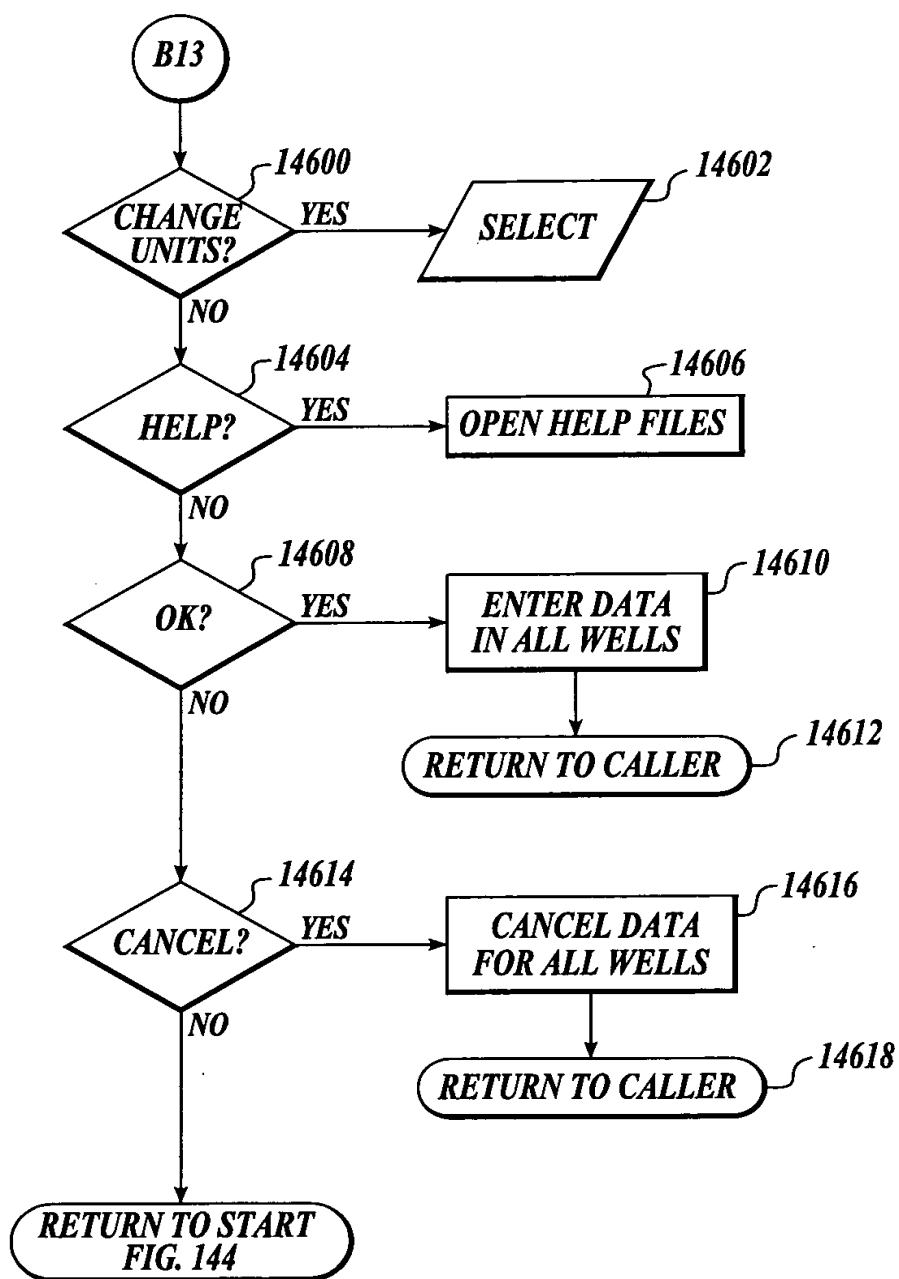 B13
14600
CHANGE
UNITS?
YES
14602
SELECT
NO
14604
HELP?
YES
14606
OPEN HELP FILES
NO
14608
OK?
YES
14610
ENTER DATA
IN ALL WELLS
14612
RETURN TO CALLER
NO
14614
CANCEL?
YES
14616
CANCEL DATA
FOR ALL WELLS
14618
RETURN TO CALLER
NO
RETURN TO START
FIG. 144